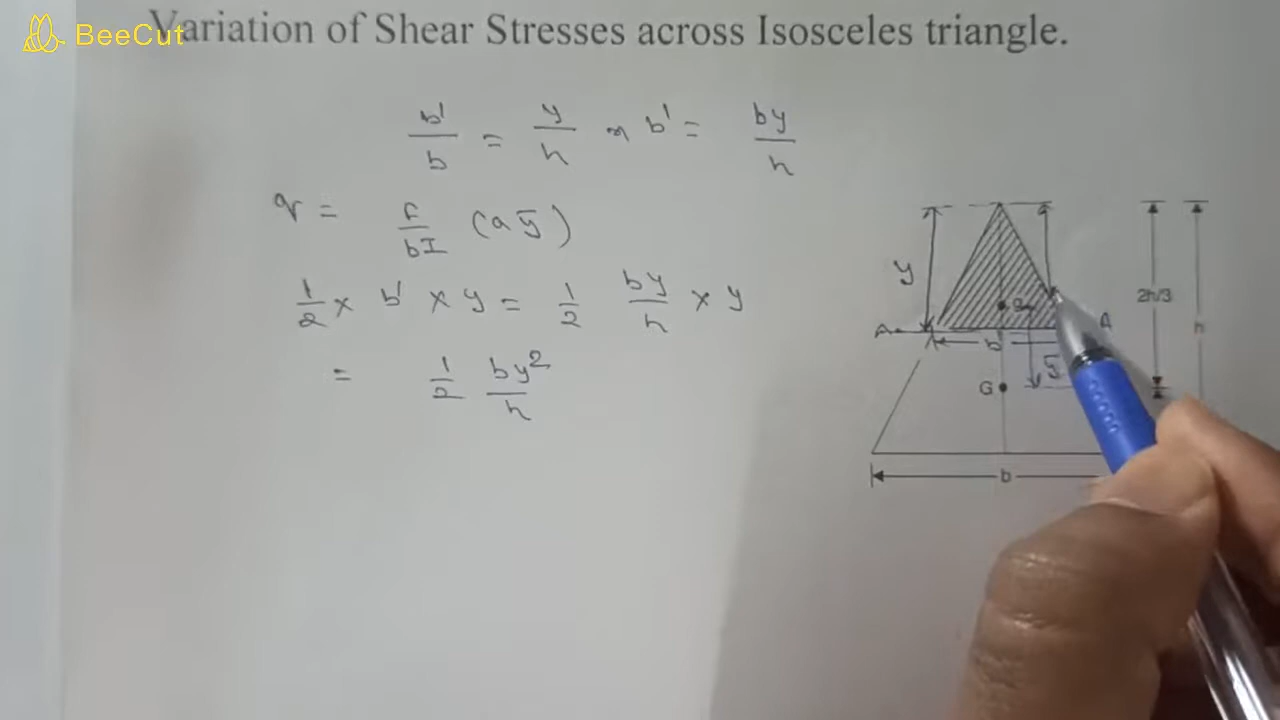 BeeCut
Variation of Shear Stresses across Isosceles triangle.
b'/b = y/h or b' = by/h
q = F/bI (aȳ)
1/2 × b' × y = 1/2 by/h × y
= 1/2 by²/h
y
2h/3
h
A
b'
ȳ
G
b